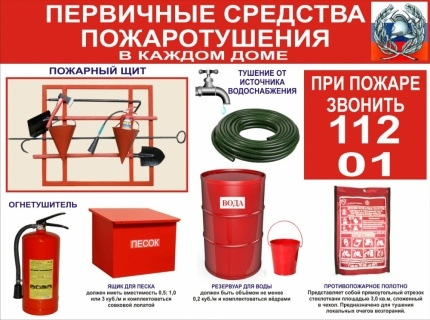 ПЕРВИЧНЫЕ СРЕДСТВА
ПОЖАРОТУШЕНИЯ
В КАЖДОМ ДОМЕ
ПОЖАРНЫЙ ЩИТ
ТУШЕНИЕ ОТ
ИСТОЧНИКА
ВОДОСНАБЖЕНИЯ
ПРИ ПОЖАРЕ
ЗВОНИТЬ
112
01
ОГНЕТУШИТЕЛЬ
ПЕСОК
ЯЩИК ДЛЯ ПЕСКА
должен иметь вместимость 0,5; 1,0
или 3 куб./м и комплектоваться
совковой лопатой
ВОДА
РЕЗЕРВУАР ДЛЯ ВОДЫ
должен быть объёмом не менее
0,2 куб./м и комплектоваться вёдрами
ПРОТИВОПОЖАРНОЕ ПОЛОТНО
Представляет собой прямоугольный отрезок
стеклоткани площадью 3,0 кв.м, сложенный
в чехол. Предназначено для тушения
локальных очагов возгораний.